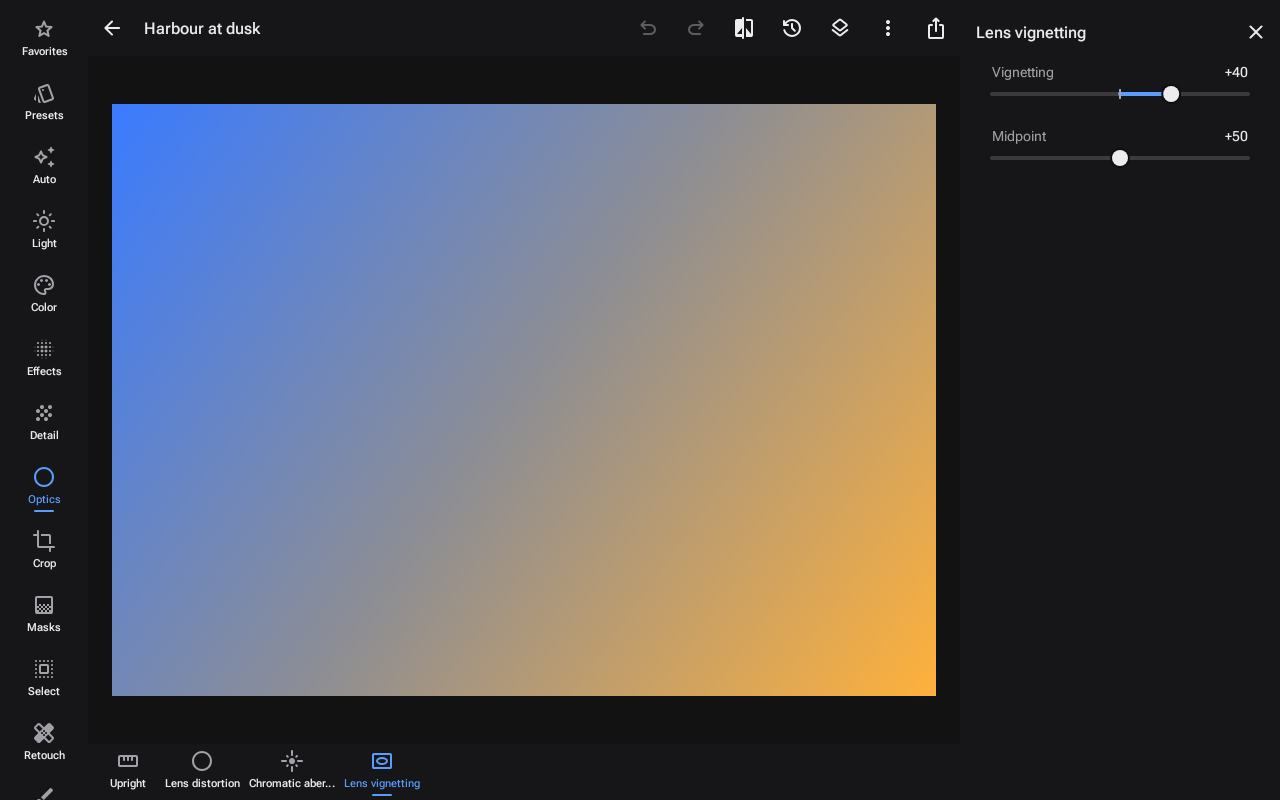 Favorites
Presets
Auto
Light
Color
Effects
Detail
Optics
Crop
Masks
Select
Retouch
Harbour at dusk
Upright
Lens distortion
Chromatic aber...
Lens vignetting
Lens vignetting
Vignetting +40
Midpoint +50